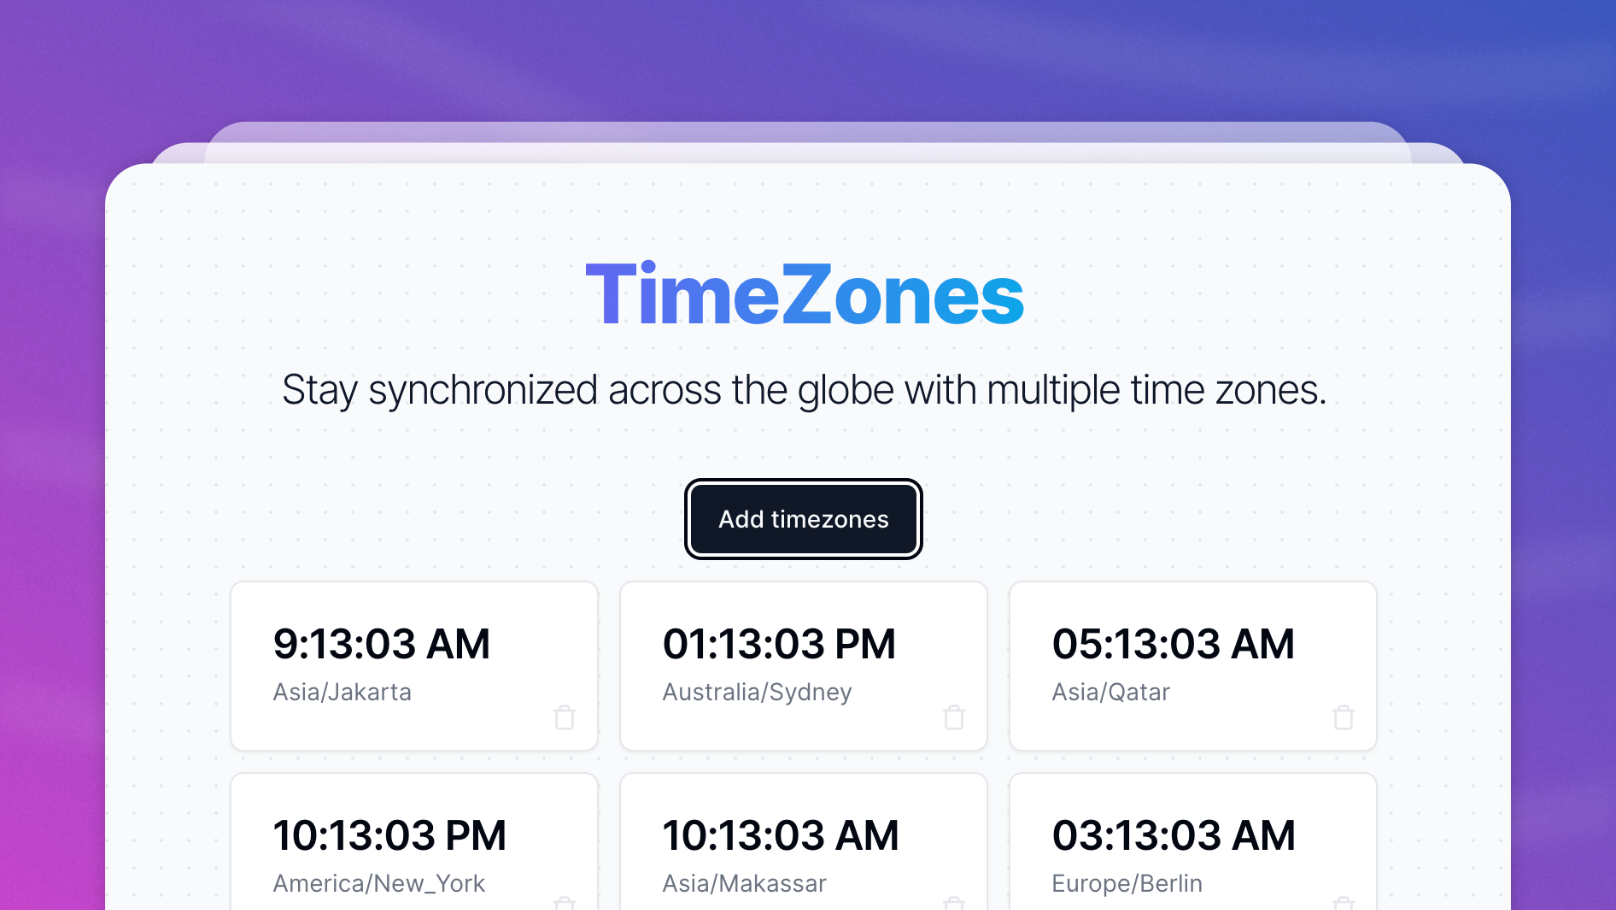 TimeZones
Stay synchronized across the globe with multiple time zones.
Add timezones
9:13:03 AM
Asia/Jakarta
01:13:03 PM
Australia/Sydney
05:13:03 AM
Asia/Qatar
10:13:03 PM
America/New_York
10:13:03 AM
Asia/Makassar
03:13:03 AM
Europe/Berlin